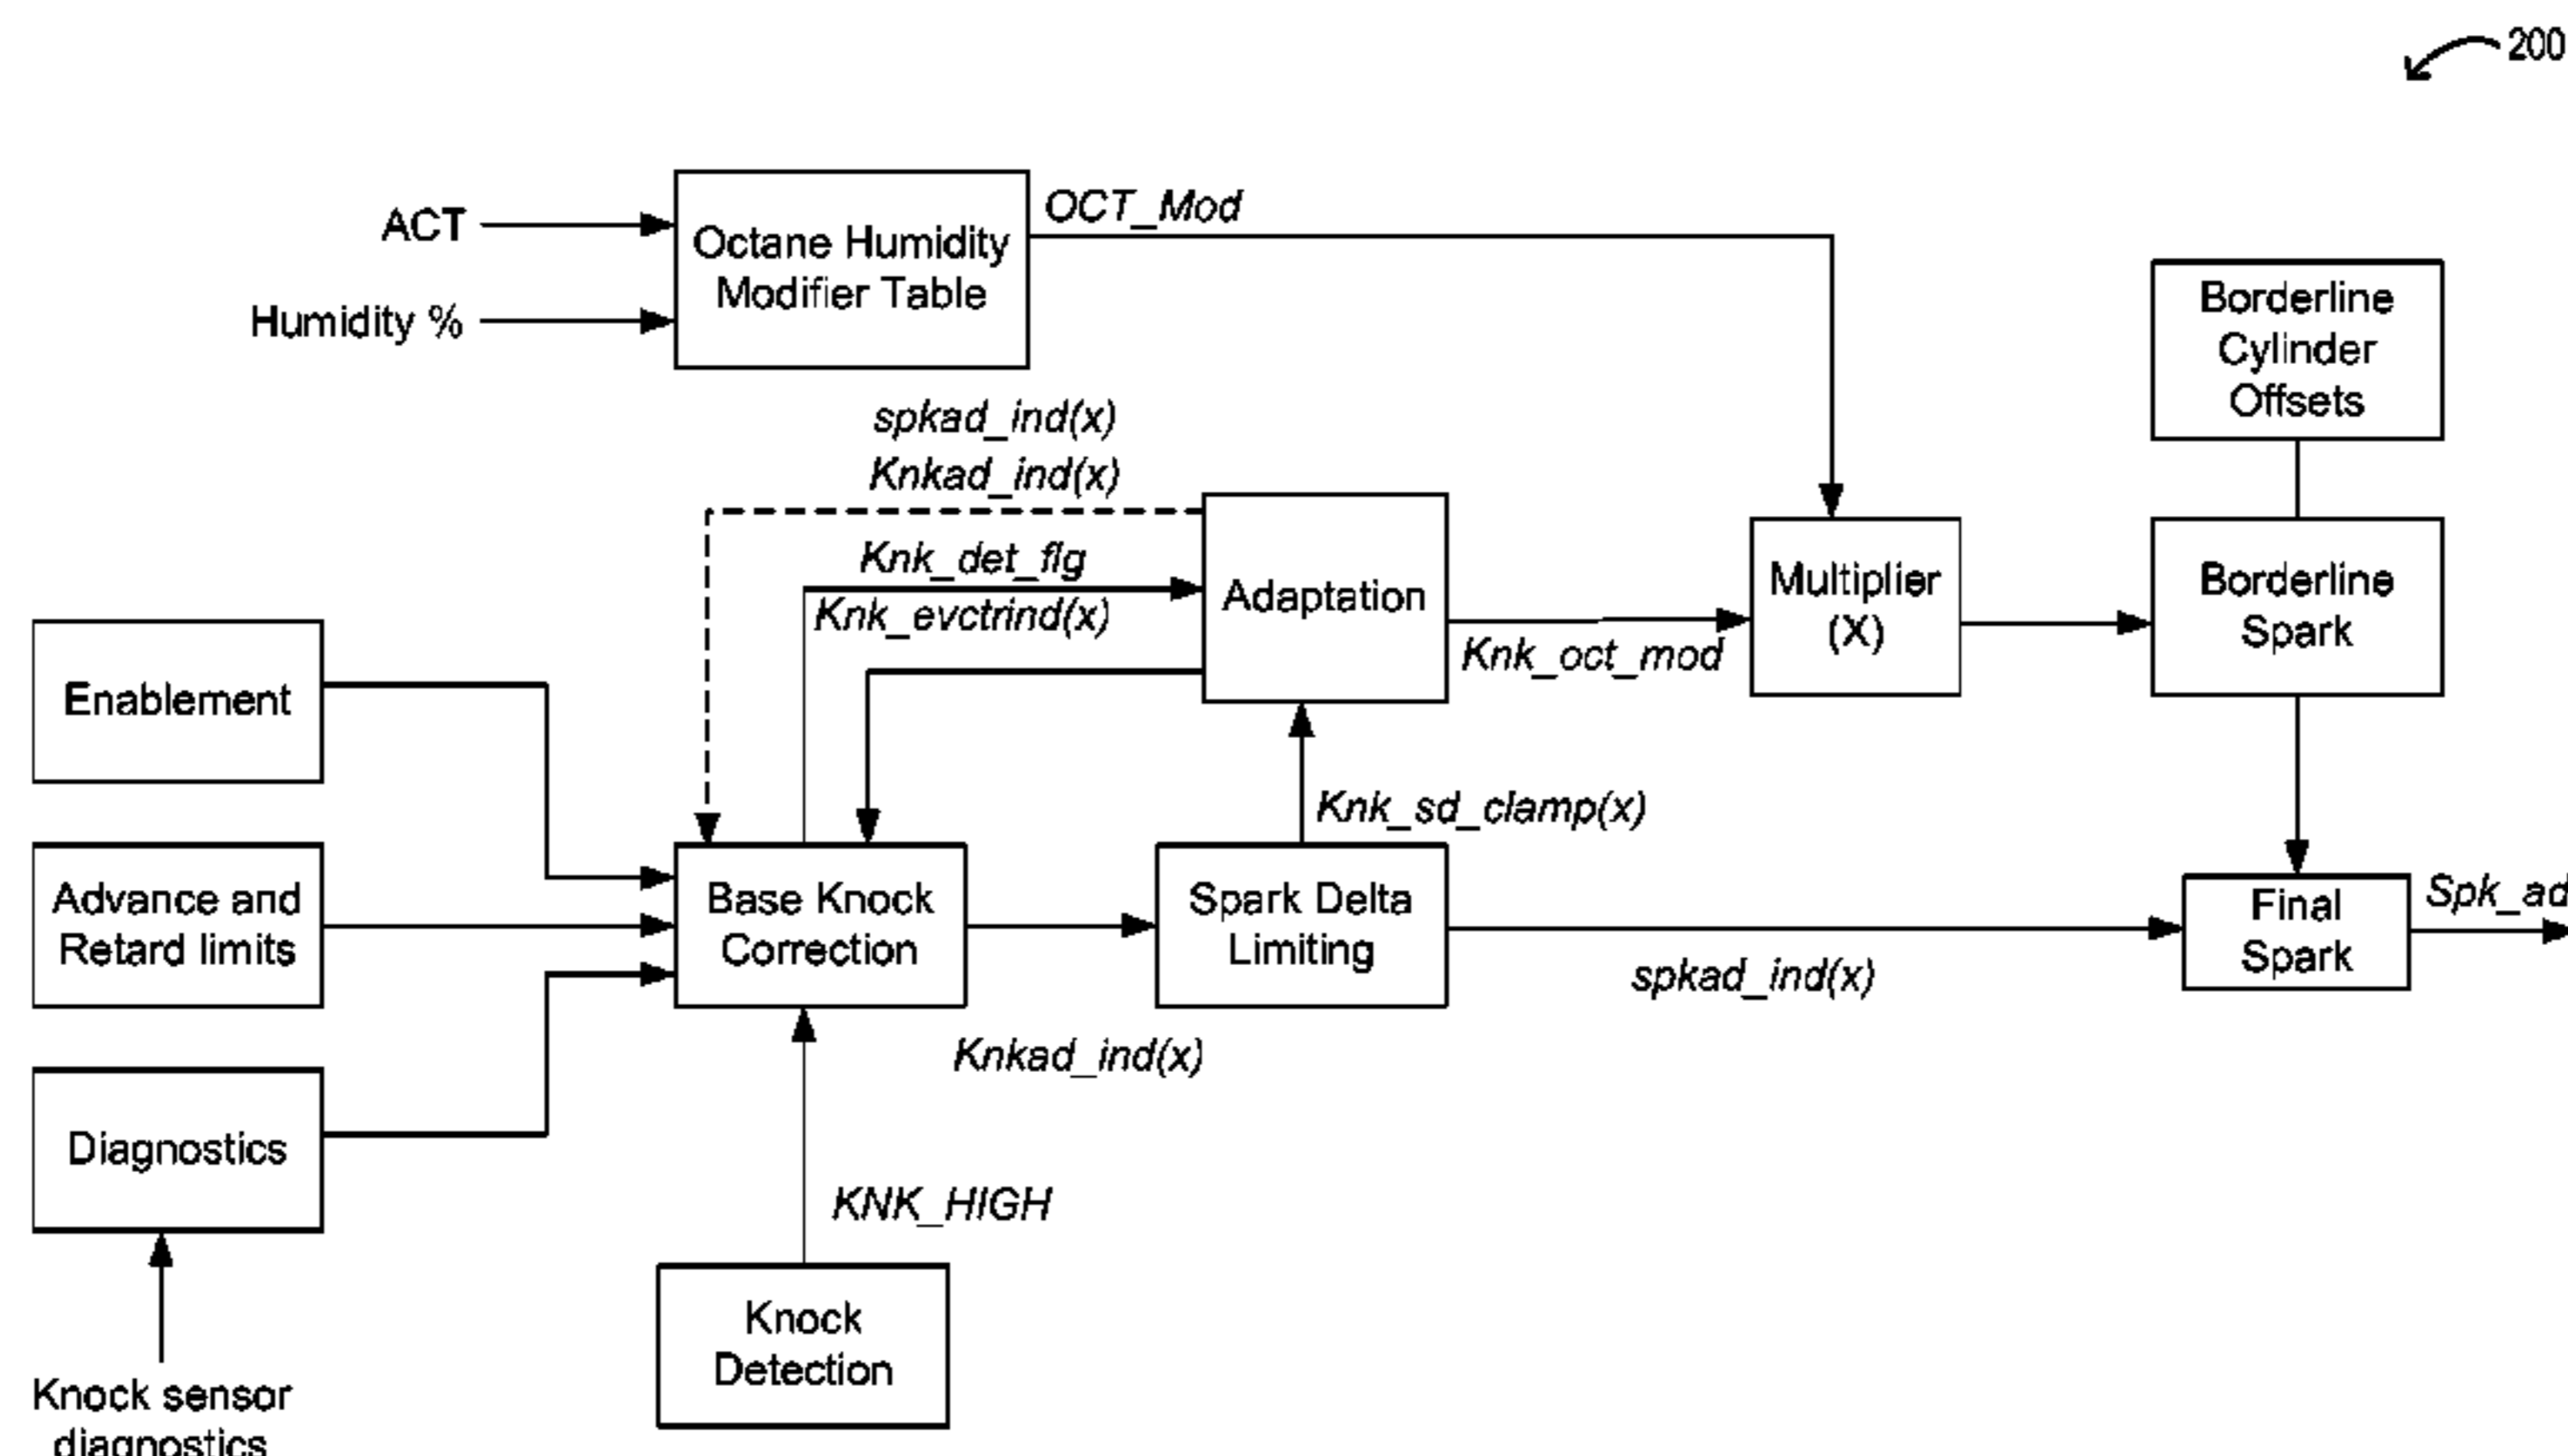 200
ACT
Humidity %
Octane Humidity
Modifier Table
OCT_Mod
Borderline
Cylinder
Offsets
spkad_ind(x)
Knkad_ind(x)
Knk_det_flg
Knk_evctrind(x)
Adaptation
Knk_oct_mod
Multiplier
(X)
Borderline
Spark
Enablement
Knk_sd_clamp(x)
Advance and
Retard limits
Base Knock
Correction
Spark Delta
Limiting
spkad_ind(x)
Final
Spark
Spk_ad
Knkad_ind(x)
Diagnostics
KNK_HIGH
Knock
Detection
Knock sensor
diagnostics